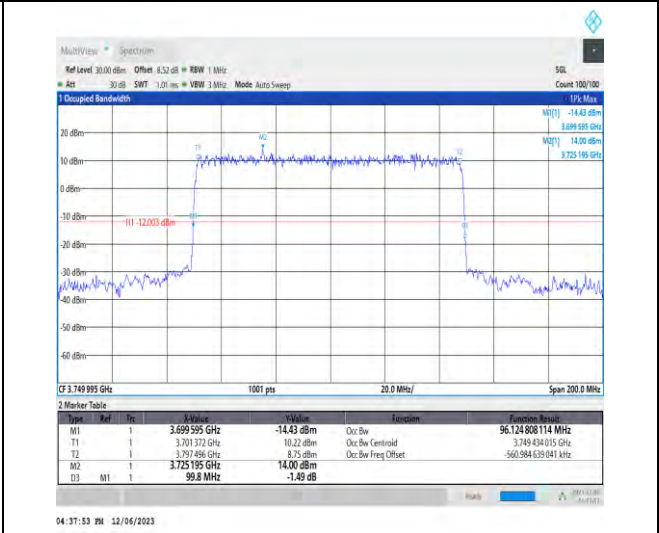 MultiView Spectrum
Ref Level 30.00 dBm Offset 8.52 dB RBW 1 MHz SGL
Att 30 dB SWT 1.01 ms VBW 3 MHz Mode Auto Sweep Count 100/100
1 Occupied Bandwidth 1Pk Max
M1[1] -14.43 dBm
3.699 595 GHz
M2[1] 14.00 dBm
3.725 195 GHz
20 dBm
M2
T1
T2
10 dBm
0 dBm
-10 dBm
M1
H1 -12.003 dBm
D3
-20 dBm
-30 dBm
-40 dBm
-50 dBm
-60 dBm
CF 3.749 995 GHz 1001 pts 20.0 MHz/ Span 200.0 MHz
2 Marker Table
Type Ref Trc X-Value Y-Value Function Function Result
M1 1 3.699 595 GHz -14.43 dBm Occ Bw 96.124 808 114 MHz
T1 1 3.701 372 GHz 10.22 dBm Occ Bw Centroid 3.749 434 015 GHz
T2 1 3.797 496 GHz 8.75 dBm Occ Bw Freq Offset -560.984 639 041 kHz
M2 1 3.725 195 GHz 14.00 dBm
D3 M1 1 99.8 MHz -1.49 dB
Ready
04:37:53 PM 12/06/2023